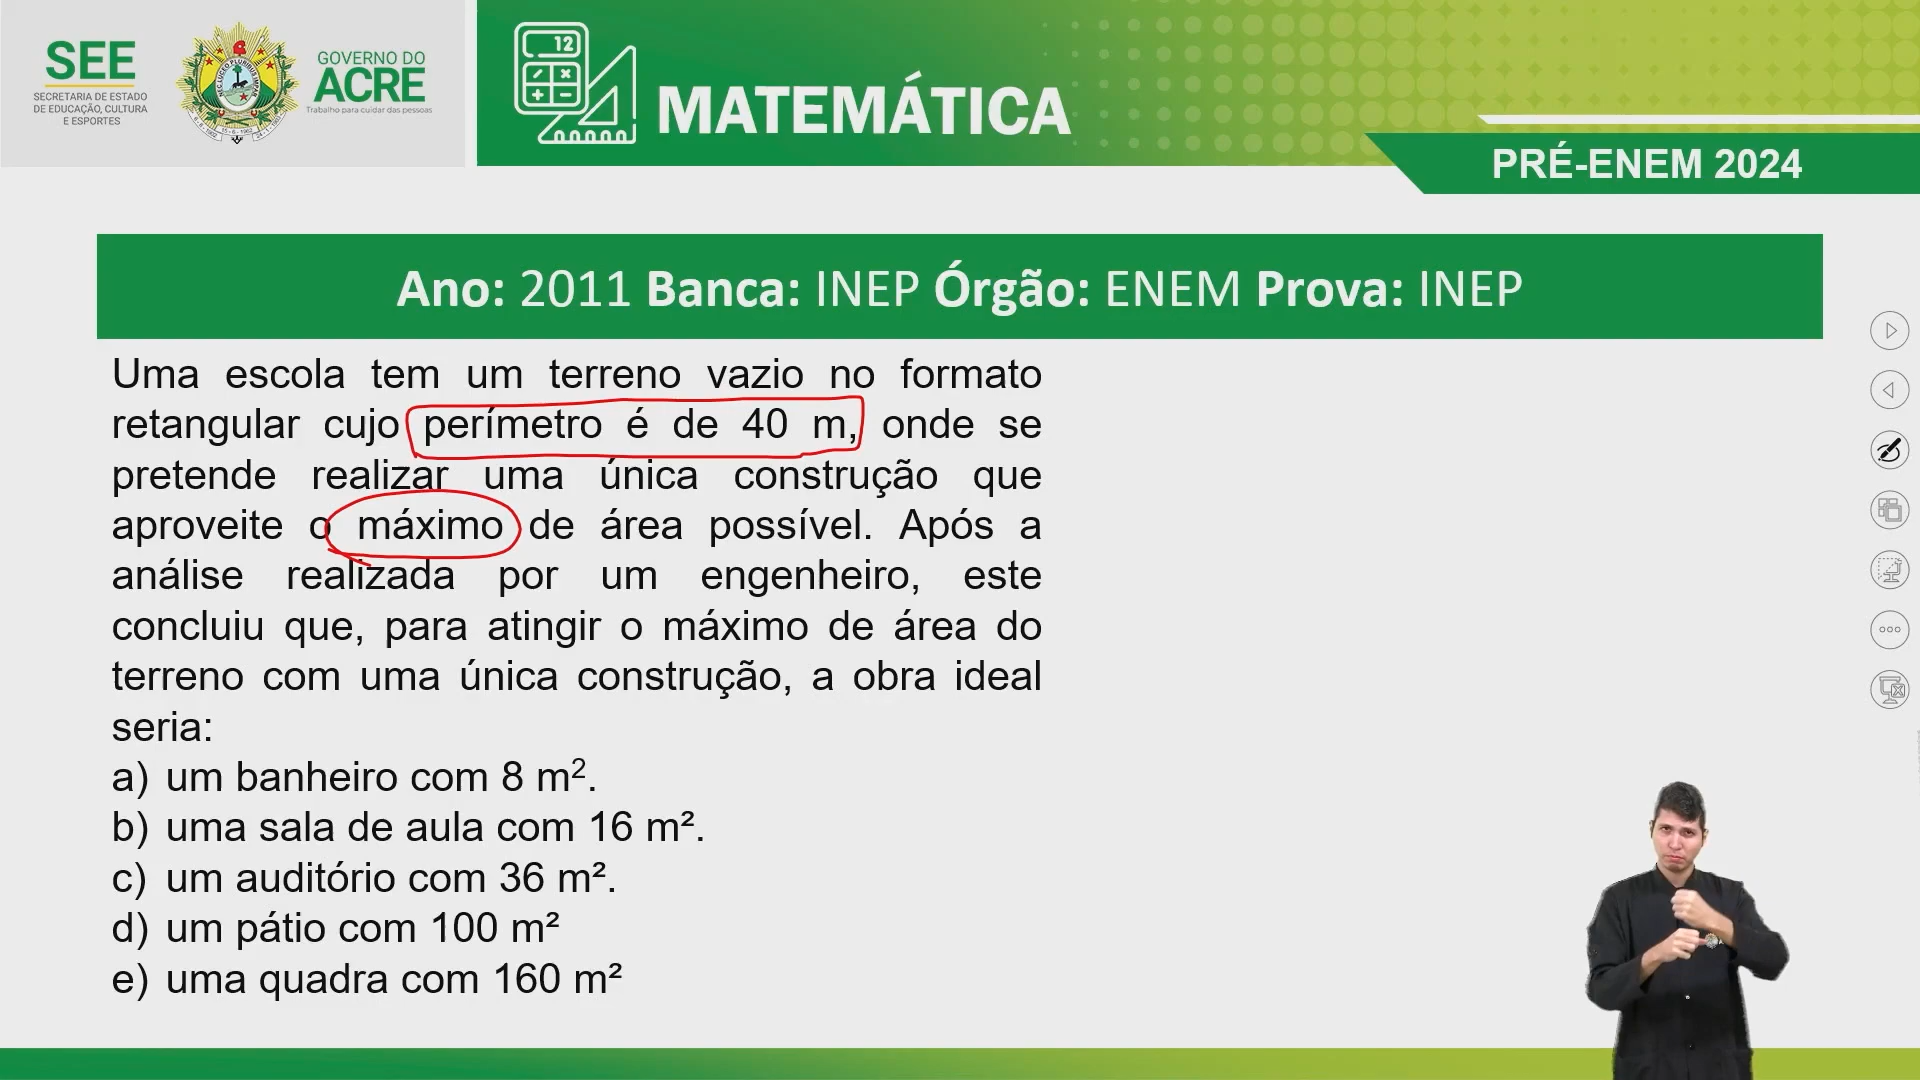 SEE
SECRETARIA DE ESTADO
DE EDUCAÇÃO, CULTURA
E ESPORTES
GOVERNO DO
ACRE
Trabalho para cuidar das pessoas
12
MATEMÁTICA
PRÉ-ENEM 2024
Ano: 2011 Banca: INEP Órgão: ENEM Prova: INEP
Uma escola tem um terreno vazio no formato
retangular cujo perímetro é de 40 m, onde se
pretende realizar uma única construção que
aproveite o máximo de área possível. Após a
análise realizada por um engenheiro, este
concluiu que, para atingir o máximo de área do
terreno com uma única construção, a obra ideal
seria:
a) um banheiro com 8 m².
b) uma sala de aula com 16 m².
c) um auditório com 36 m².
d) um pátio com 100 m²
e) uma quadra com 160 m²